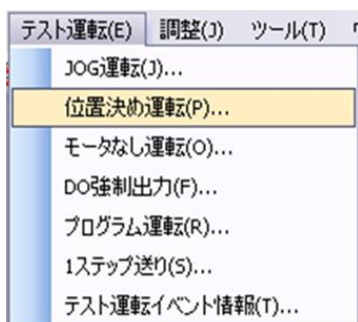 テスト運転(E) 調整(J) ツール(T)
JOG運転(J)...
位置決め運転(P)...
モータなし運転(O)...
DO強制出力(F)...
プログラム運転(R)...
1ステップ送り(S)...
テスト運転イベント情報(T)...